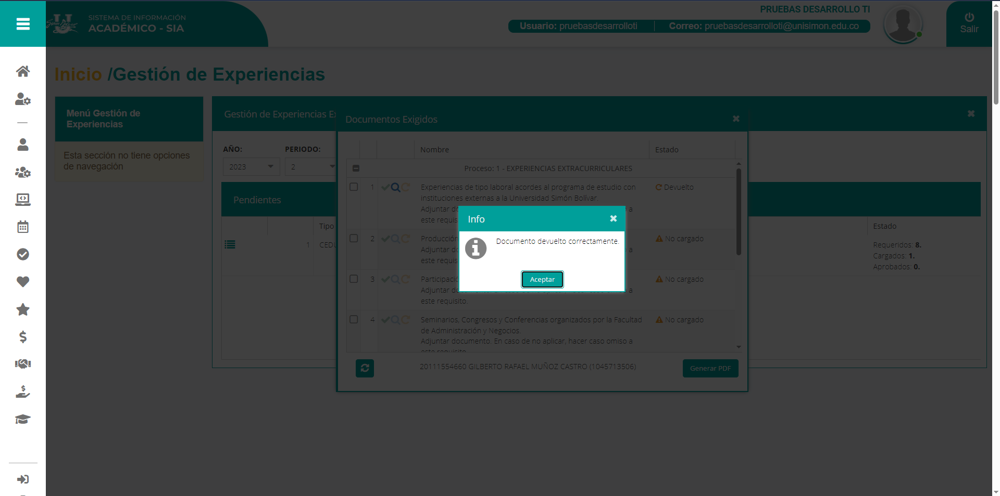 SISTEMA DE INFORMACIÓN
ACADÉMICO - SIA
PRUEBAS DESARROLLO TI
Usuario: pruebasdesarrolloti
Correo: pruebasdesarrolloti@unisimon.edu.co
Salir
Inicio /Gestión de Experiencias
Menú Gestión de
Experiencias
Esta sección no tiene opciones
de navegación
Gestión de Experiencias
AÑO:
PERIODO:
2023
2
Pendientes
Tipo
Estado
1
Requeridos: 8.
Cargados: 1.
Aprobados: 0.
Documentos Exigidos
Nombre
Estado
Proceso: 1 - EXPERIENCIAS EXTRACURRICULARES
1
Experiencias de tipo laboral acordes al programa de estudio con
instituciones externas a la Universidad Simón Bolívar.
Adjuntar
a
este
Devuelto
2
a
este
No cargado
3
Adjuntar
a
este requisito.
No cargado
4
Seminarios, Congresos y Conferencias organizados por la Facultad
de Administración y Negocios.
Adjuntar documento. En caso de no aplicar, hacer caso omiso a
No cargado
20111554660 GILBERTO RAFAEL MUÑOZ CASTRO (1045713506)
Generar PDF
Info
Documento devuelto correctamente.
Aceptar